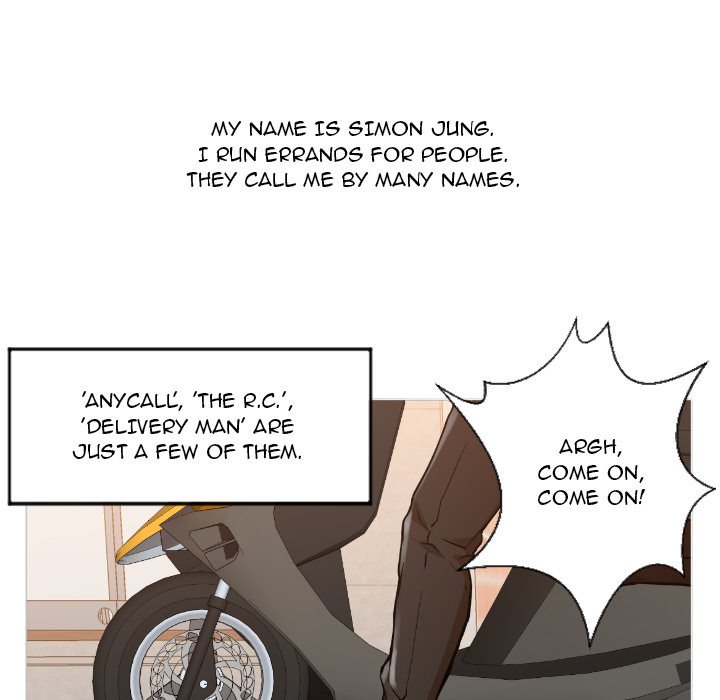 MY NAME IS SIMON JUNG.
I RUN ERRANDS FOR PEOPLE.
THEY CALL ME BY MANY NAMES.
'ANYCALL', 'THE R.C.',
'DELIVERY MAN' ARE
JUST A FEW OF THEM.
ARGH,
COME ON,
COME ON!